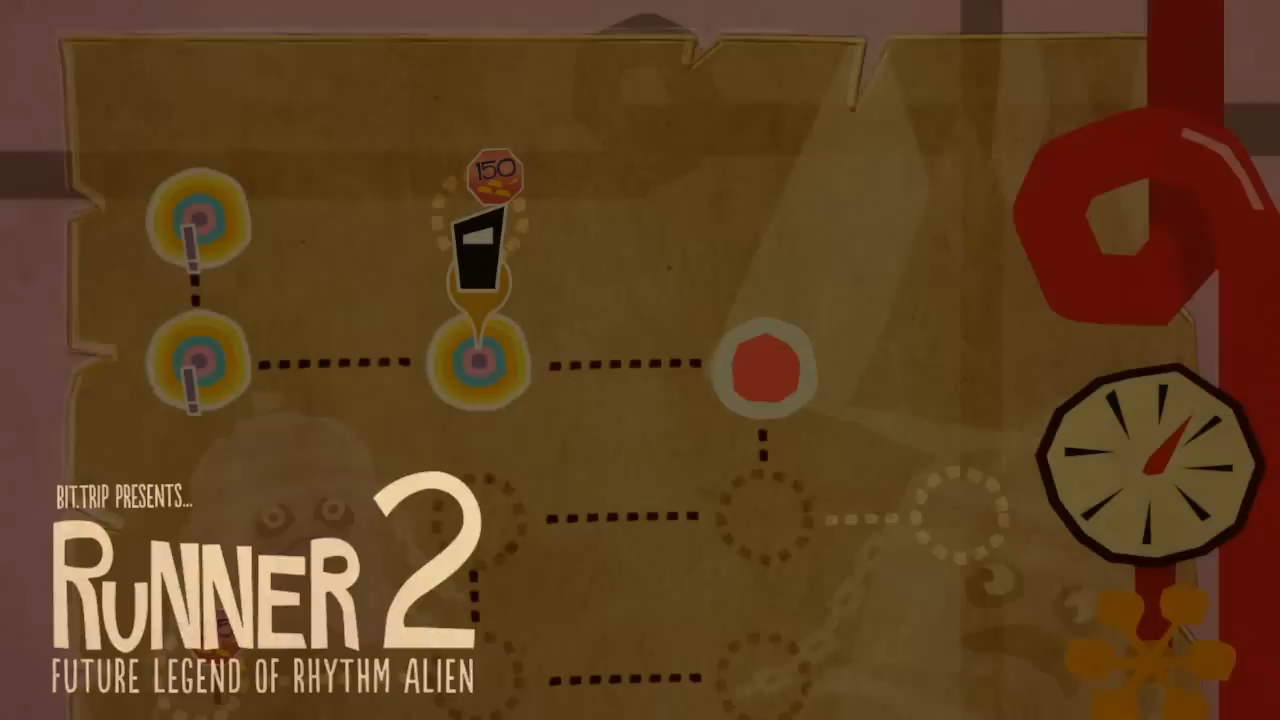 150
BIT.TRIP PRESENTS...
RUNNER 2
FUTURE LEGEND OF RHYTHM ALIEN